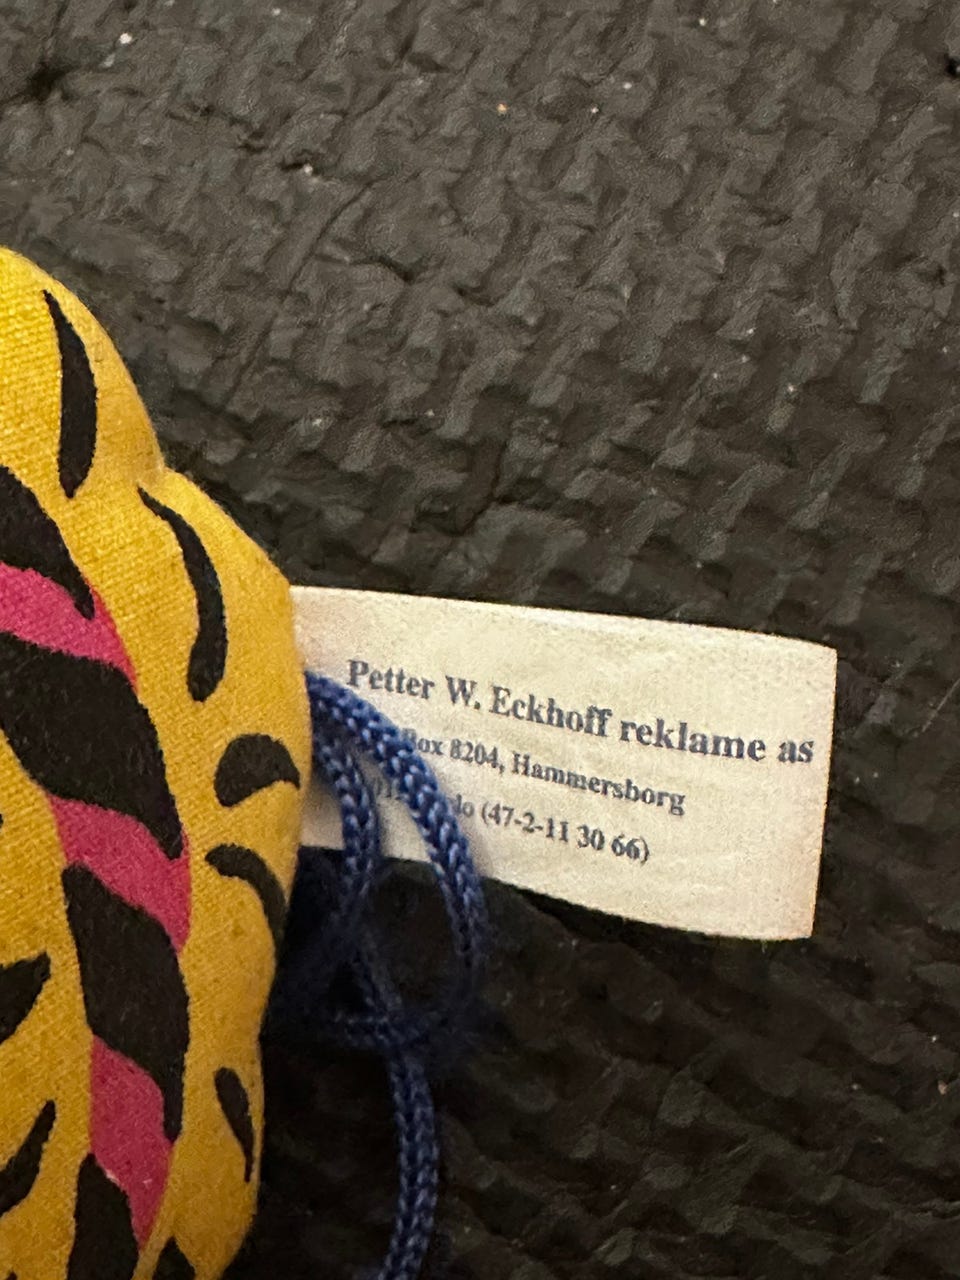 Petter W. Eckhoff reklame as
Box 8204, Hammersborg
(47-2-11 30 66)